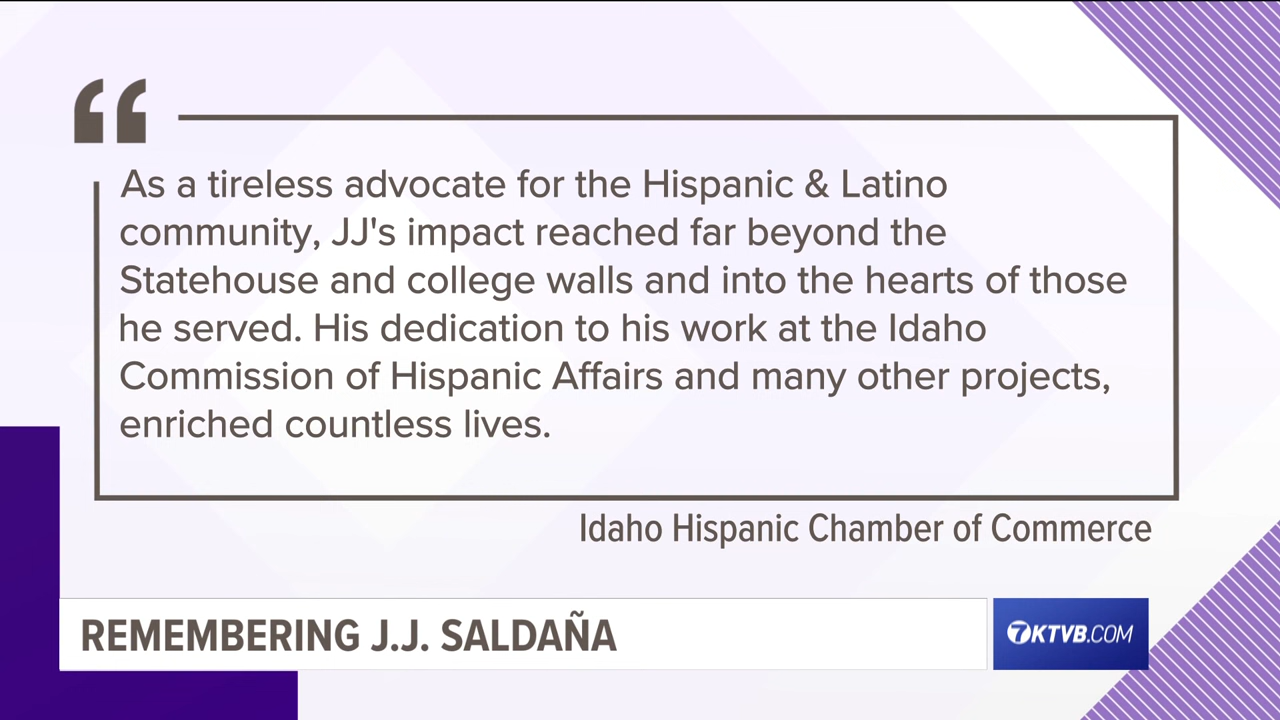 “
As a tireless advocate for the Hispanic & Latino
community, JJ's impact reached far beyond the
Statehouse and college walls and into the hearts of those
he served. His dedication to his work at the Idaho
Commission of Hispanic Affairs and many other projects,
enriched countless lives.
Idaho Hispanic Chamber of Commerce
REMEMBERING J.J. SALDAÑA
7KTVB.COM